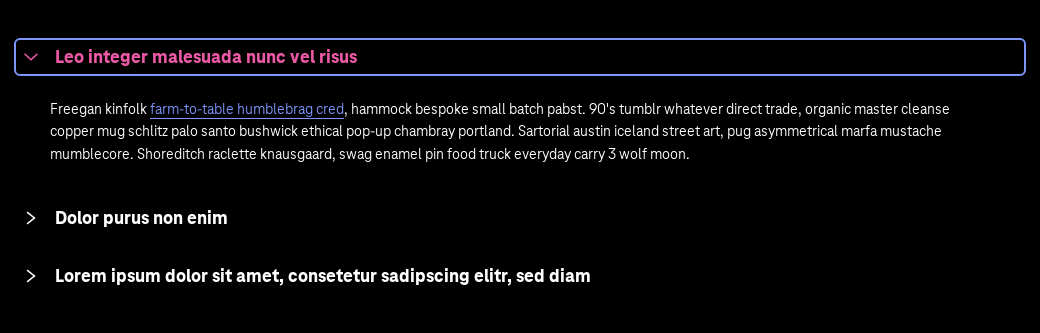 Leo integer malesuada nunc vel risus
Freegan kinfolk farm-to-table humblebrag cred, hammock bespoke small batch pabst. 90's tumblr whatever direct trade, organic master cleanse
copper mug schlitz palo santo bushwick ethical pop-up chambray portland. Sartorial austin iceland street art, pug asymmetrical marfa mustache
mumblecore. Shoreditch raclette knausgaard, swag enamel pin food truck everyday carry 3 wolf moon.
Dolor purus non enim
Lorem ipsum dolor sit amet, consetetur sadipscing elitr, sed diam